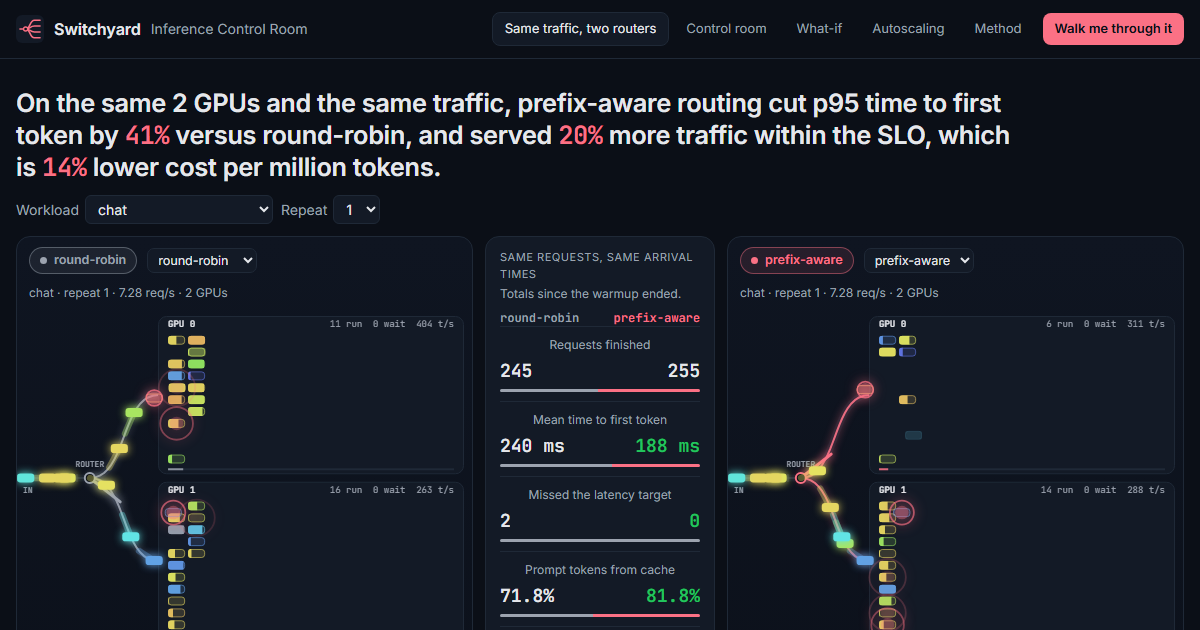 Switchyard Inference Control Room
Same traffic, two routers
Control room
What-if
Autoscaling
Method
Walk me through it
On the same 2 GPUs and the same traffic, prefix-aware routing cut p95 time to first
token by 41% versus round-robin, and served 20% more traffic within the SLO, which
is 14% lower cost per million tokens.
Workload chat Repeat 1
round-robin round-robin
chat · repeat 1 · 7.28 req/s · 2 GPUs
GPU 0 11 run 0 wait 404 t/s
ROUTER
IN
GPU 1 16 run 0 wait 263 t/s
SAME REQUESTS, SAME ARRIVAL
TIMES
Totals since the warmup ended.
round-robin prefix-aware
Requests finished
245 255
Mean time to first token
240 ms 188 ms
Missed the latency target
2 0
Prompt tokens from cache
71.8% 81.8%
prefix-aware prefix-aware
chat · repeat 1 · 7.28 req/s · 2 GPUs
GPU 0 6 run 0 wait 311 t/s
ROUTER
IN
GPU 1 14 run 0 wait 288 t/s